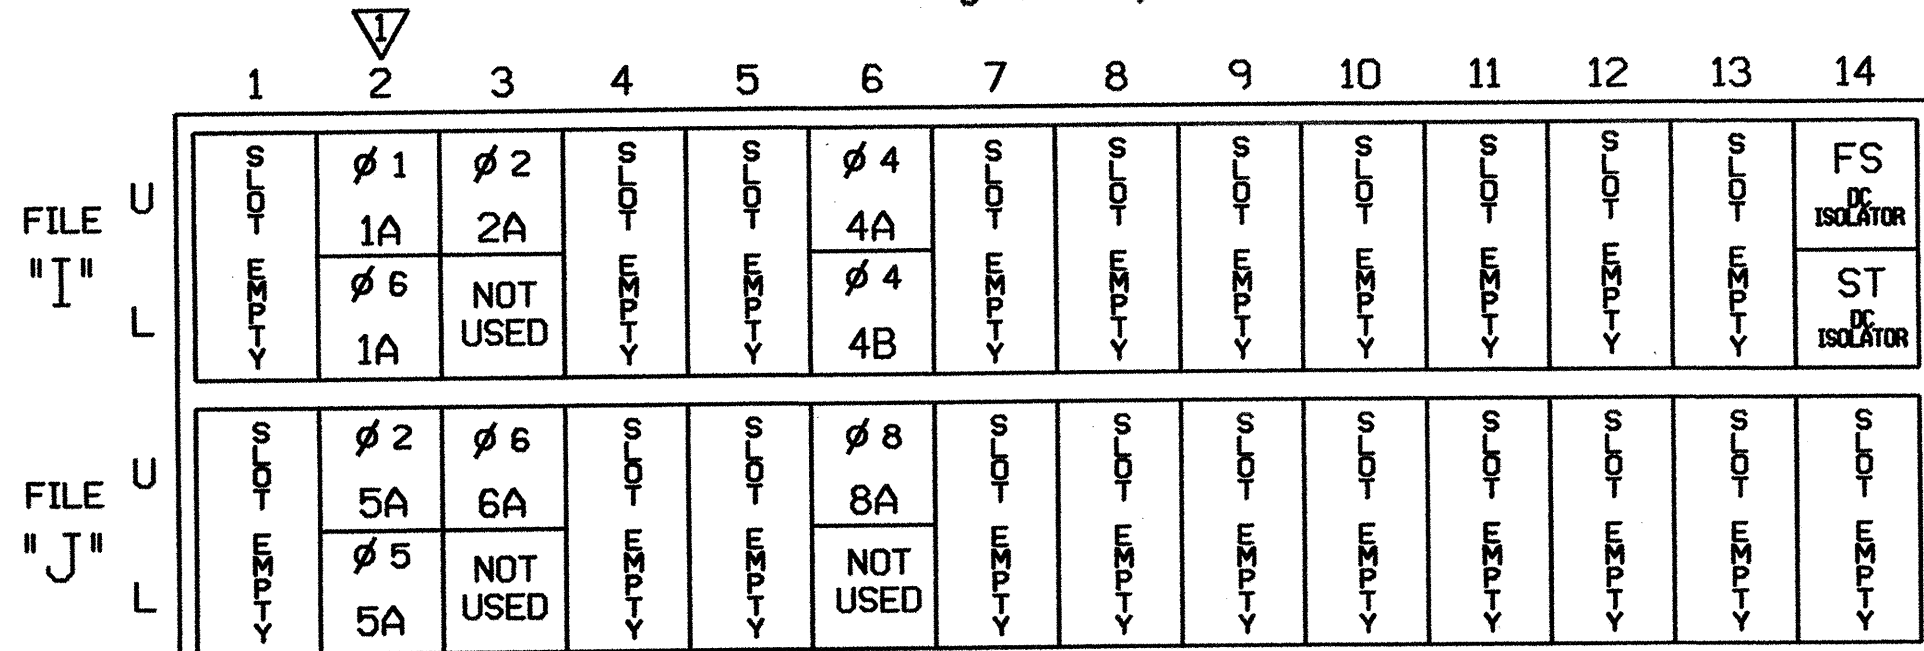 1
1 2 3 4 5 6 7 8 9 10 11 12 13 14
FILE "I"
U
L
SLOT EMPTY
ø 1
1A
ø 6
1A
ø 2
2A
NOT USED
SLOT EMPTY
SLOT EMPTY
ø 4
4A
ø 4
4B
SLOT EMPTY
SLOT EMPTY
SLOT EMPTY
SLOT EMPTY
SLOT EMPTY
SLOT EMPTY
SLOT EMPTY
FS
DC
ISOLATOR
ST
DC
ISOLATOR
FILE "J"
U
L
SLOT EMPTY
ø 2
5A
ø 5
5A
ø 6
6A
NOT USED
SLOT EMPTY
SLOT EMPTY
ø 8
8A
NOT USED
SLOT EMPTY
SLOT EMPTY
SLOT EMPTY
SLOT EMPTY
SLOT EMPTY
SLOT EMPTY
SLOT EMPTY
SLOT EMPTY